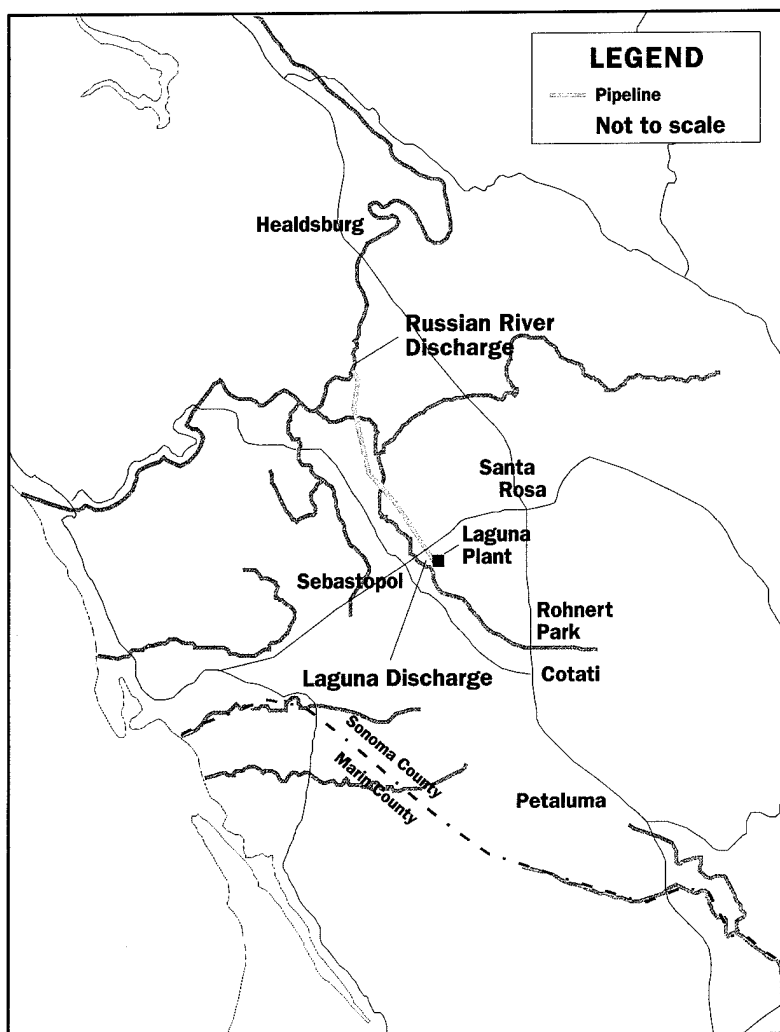 LEGEND
Pipeline
Not to scale
Healdsburg
Russian River
Discharge
Santa
Rosa
Laguna
Plant
Sebastopol
Rohnert
Park
Laguna Discharge
Cotati
Sonoma County
Marin County
Petaluma